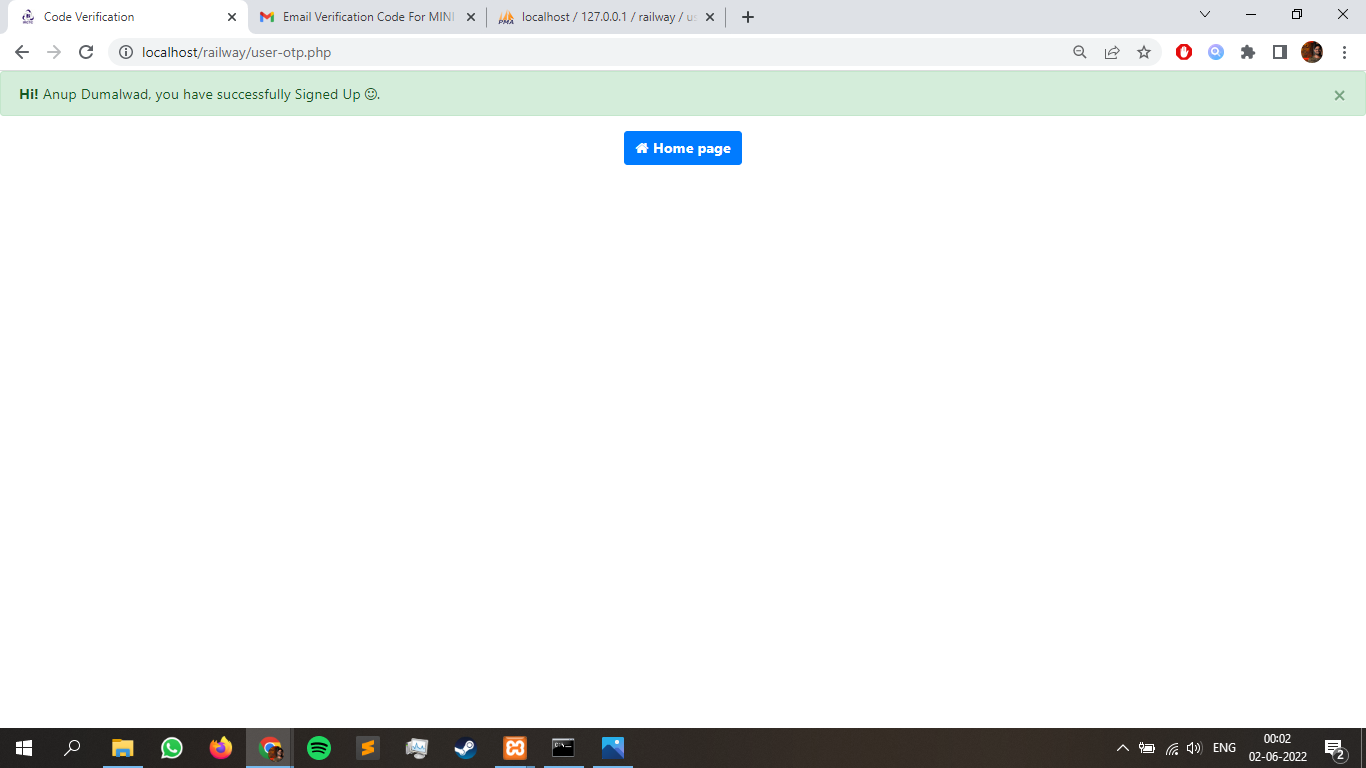 Code Verification
Email Verification Code For MINI
localhost / 127.0.0.1 / railway / us
localhost/railway/user-otp.php
Hi! Anup Dumalwad, you have successfully Signed Up ☺.
Home page
PMA
ENG
00:02
02-06-2022
2